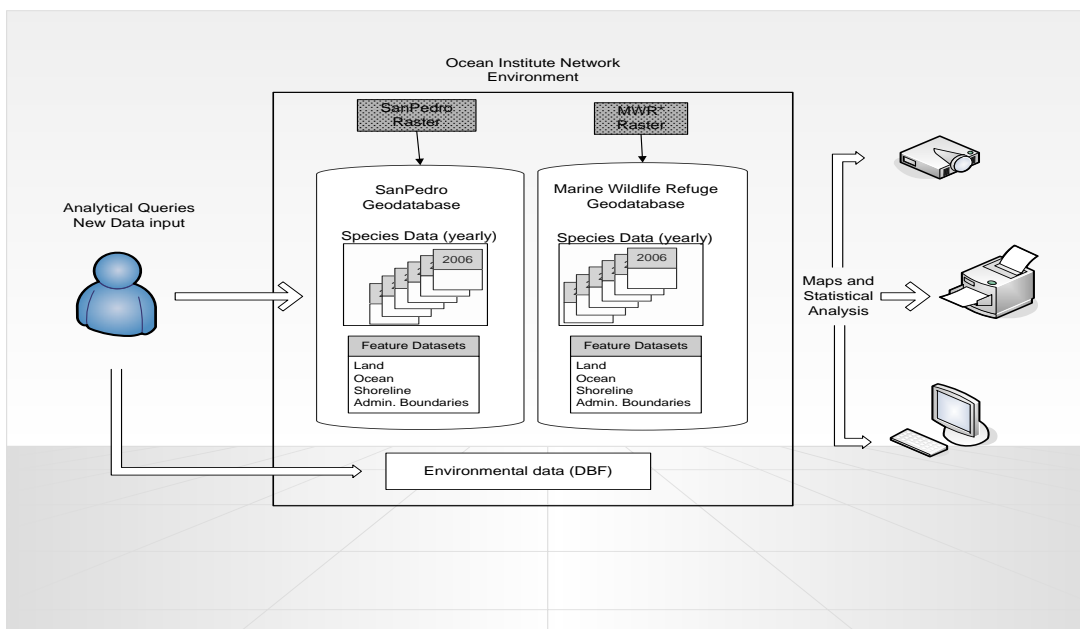 Ocean Institute Network
Environment
SanPedro
Raster
MWR*
Raster
SanPedro
Geodatabase
Species Data (yearly)
2006
Feature Datasets
Land
Ocean
Shoreline
Admin. Boundaries
Marine Wildlife Refuge
Geodatabase
Species Data (yearly)
2006
Feature Datasets
Land
Ocean
Shoreline
Admin. Boundaries
Analytical Queries
New Data input
Environmental data (DBF)
Maps and
Statistical
Analysis